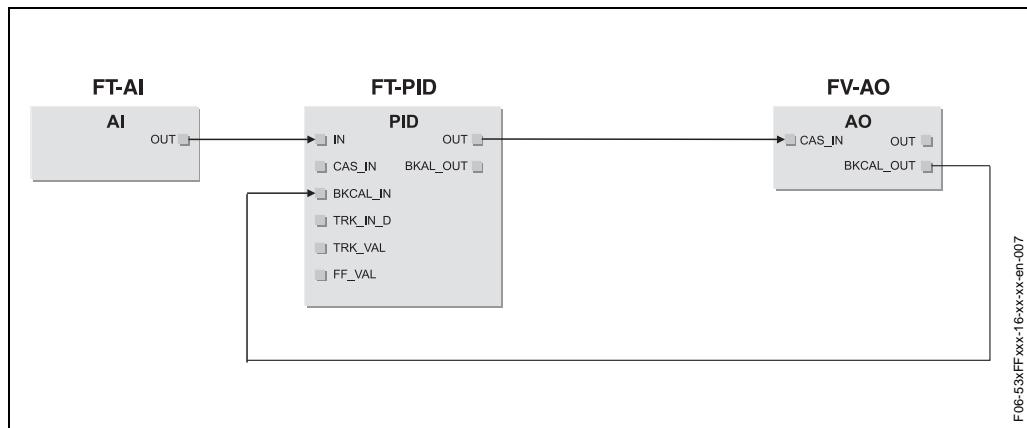 FT-AI
AI
OUT
FT-PID
PID
IN
OUT
CAS_IN
BKAL_OUT
BKCAL_IN
TRK_IN_D
TRK_VAL
FF_VAL
FV-AO
AO
CAS_IN
OUT
BKCAL_OUT
F06-53xFFxxx-16-xx-xx-en-007